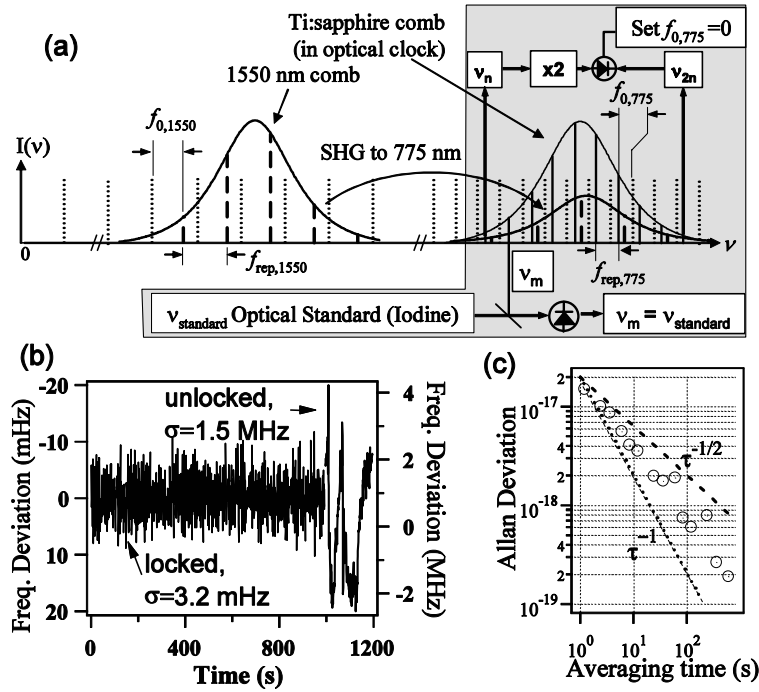 (a)
Ti:sapphire comb
(in optical clock)
1550 nm comb
Set f0,775=0
νn
x2
ν2n
f0,1550
f0,775
I(ν)
SHG to 775 nm
0
ν
frep,1550
frep,775
νm
νstandard Optical Standard (Iodine)
νm = νstandard
(b)
-20
-10
0
10
20
Freq. Deviation (mHz)
unlocked,
σ=1.5 MHz
locked,
σ=3.2 mHz
4
2
0
-2
Freq. Deviation
(MHz)
0
400
800
1200
Time (s)
(c)
2
10-17
4
2
10-18
4
2
10-19
Allan Deviation
τ-1/2
τ-1
100
101
102
Averaging time (s)